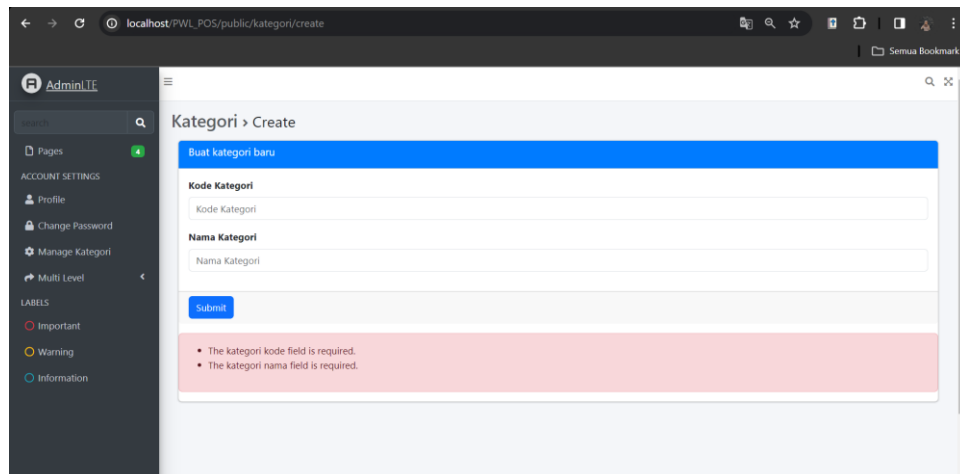 localhost/PWL_POS/public/kategori/create
Semua Bookmark
AdminLTE
search
Pages
4
ACCOUNT SETTINGS
Profile
Change Password
Manage Kategori
Multi Level
LABELS
Important
Warning
Information
Kategori › Create
Buat kategori baru
Kode Kategori
Kode Kategori
Nama Kategori
Nama Kategori
Submit
The kategori kode field is required.
The kategori nama field is required.